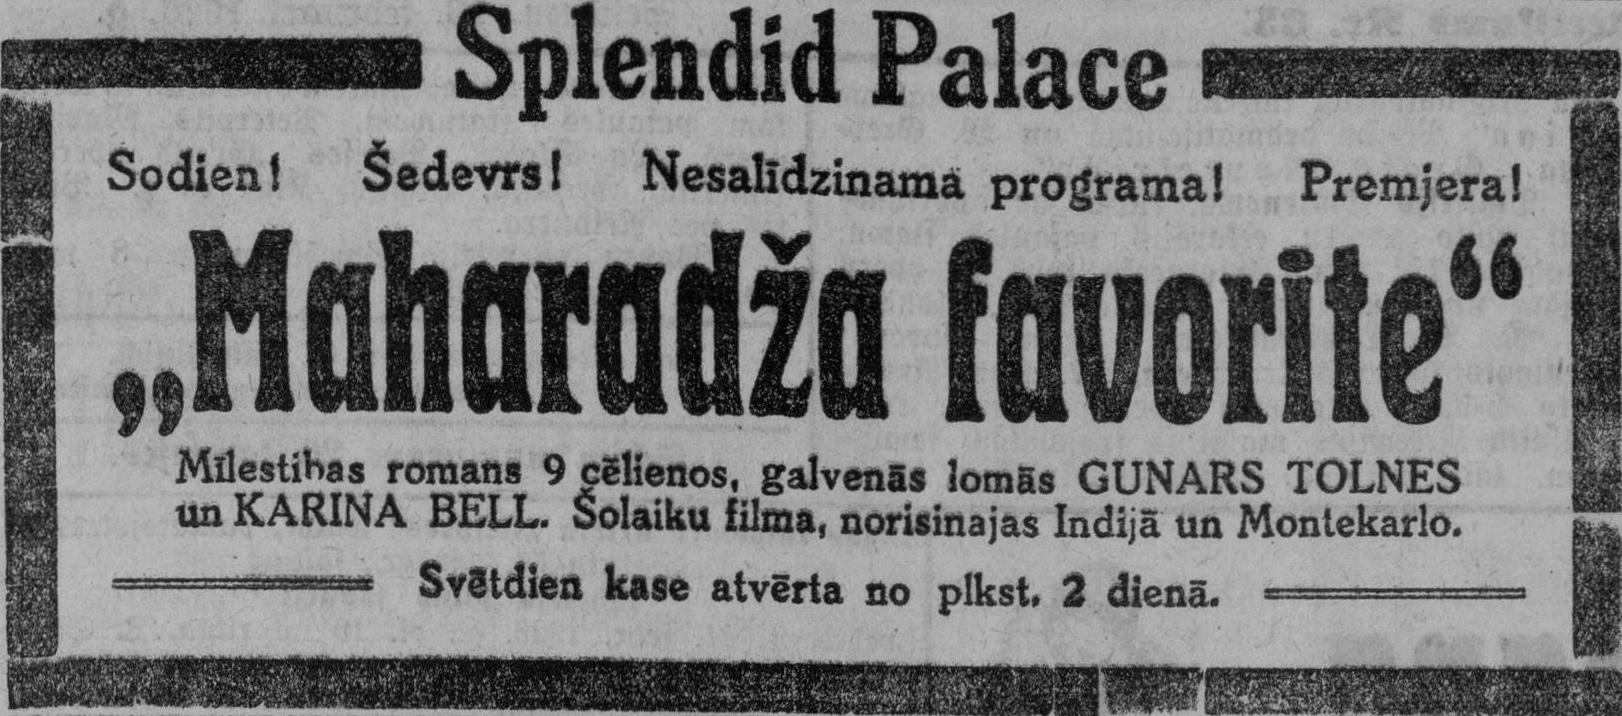 Splendid Palace
Sodien! Šedevrs! Nesalīdzinama programa! Premjera!
„Maharadža favorite“
Mīlestības romans 9 cēlienos, galvenās lomās GUNARS TOLNES
un KARINA BELL. Šolaiku filma, norisinajas Indijā un Montekarlo.
Svētdien kase atvērta no plkst. 2 dienā.